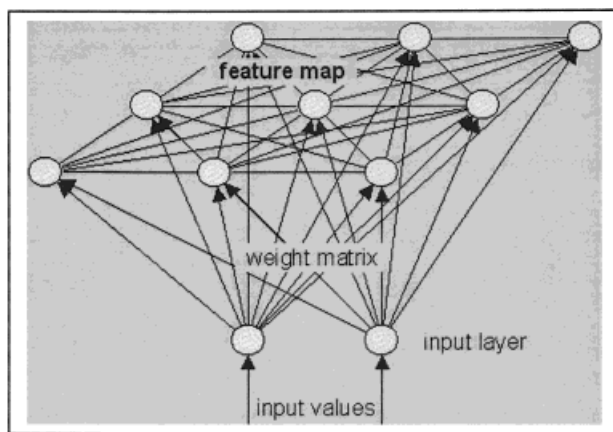 feature map
weight matrix
input layer
input values